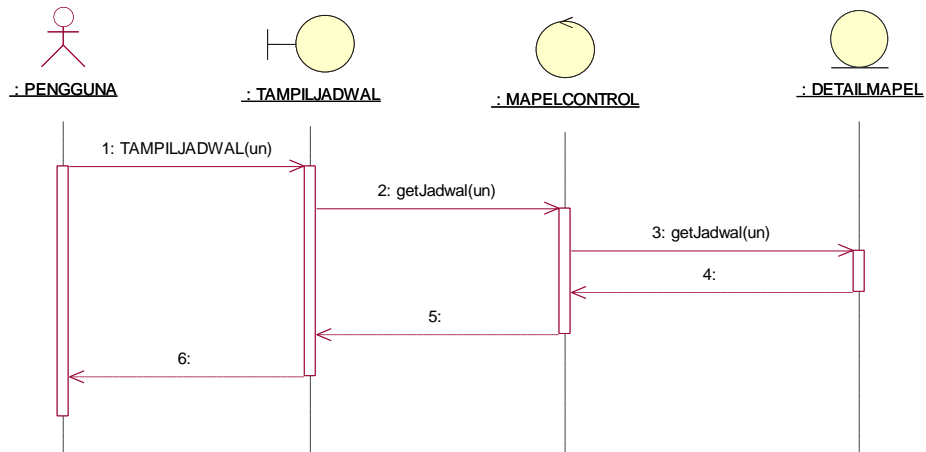 : PENGGUNA
: TAMPILJADWAL
: MAPELCONTROL
: DETAILMAPEL
1: TAMPILJADWAL(un)
2: getJadwal(un)
3: getJadwal(un)
4:
5:
6: